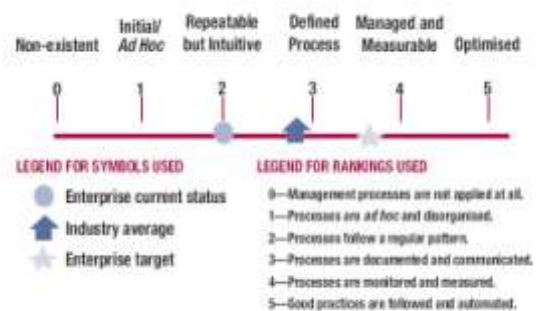 Non-existent
Initial/
Ad Hoc
Repeatable
but Intuitive
Defined
Process
Managed and
Measurable
Optimised
0 1 2 3 4 5
LEGEND FOR SYMBOLS USED
Enterprise current status
Industry average
Enterprise target
LEGEND FOR RANKINGS USED
0—Management processes are not applied at all.
1—Processes are ad hoc and disorganised.
2—Processes follow a regular pattern.
3—Processes are documented and communicated.
4—Processes are monitored and measured.
5—Good practices are followed and automated.